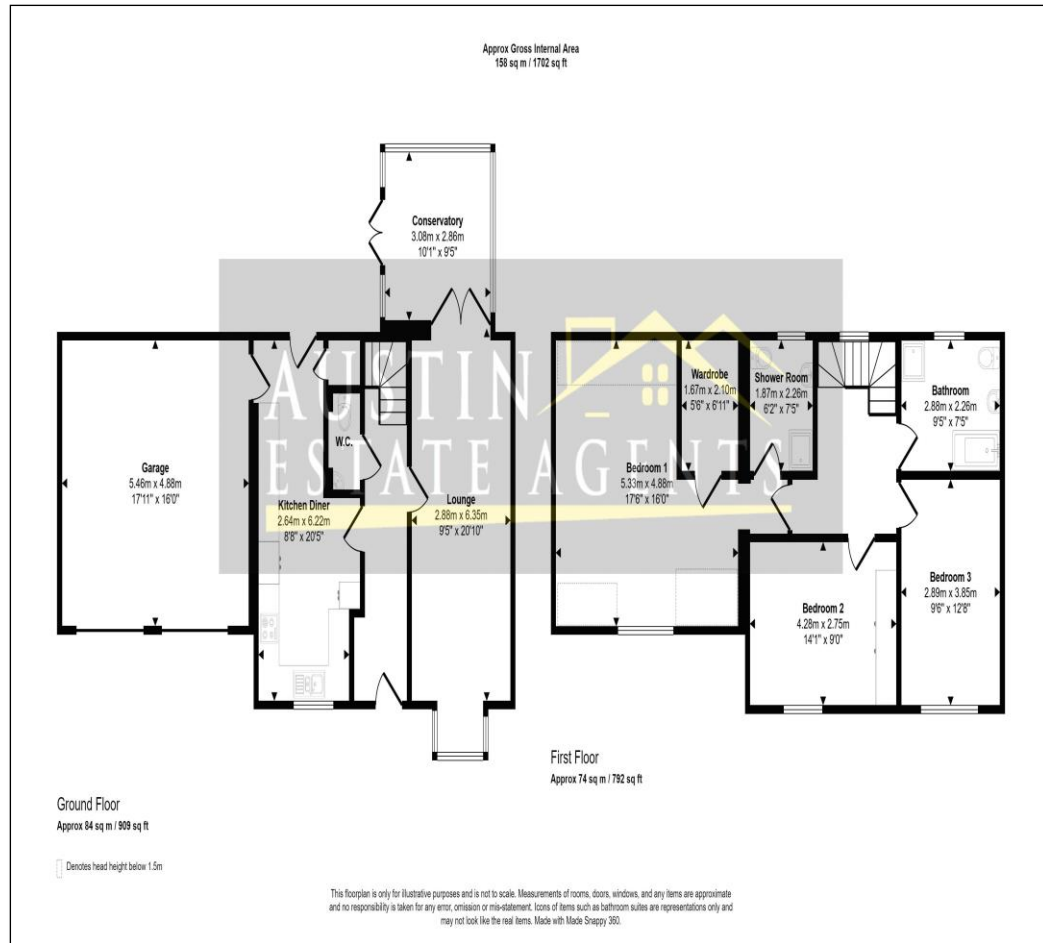 Approx Gross Internal Area
158 sq m / 1702 sq ft
Conservatory
3.08m x 2.86m
10'1" x 9'5"
AUSTIN
ESTATE AGENTS
Garage
5.46m x 4.88m
17'11" x 16'0"
W.C.
Kitchen Diner
2.64m x 6.22m
8'8" x 20'5"
Lounge
2.88m x 6.35m
9'5" x 20'10"
Bedroom 1
5.33m x 4.88m
17'6" x 16'0"
Wardrobe
1.67m x 2.10m
5'6" x 6'11"
Shower Room
1.87m x 2.26m
6'2" x 7'5"
Bathroom
2.88m x 2.26m
9'5" x 7'5"
Bedroom 2
4.28m x 2.75m
14'1" x 9'0"
Bedroom 3
2.89m x 3.85m
9'6" x 12'8"
First Floor
Approx 74 sq m / 792 sq ft
Ground Floor
Approx 84 sq m / 909 sq ft
Denotes head height below 1.5m
This floorplan is only for illustrative purposes and is not to scale. Measurements of rooms, doors, windows, and any items are approximate
and no responsibility is taken for any error, omission or mis-statement. Icons of items such as bathroom suites are representations only and
may not look like the real items. Made with Made Snappy 360.